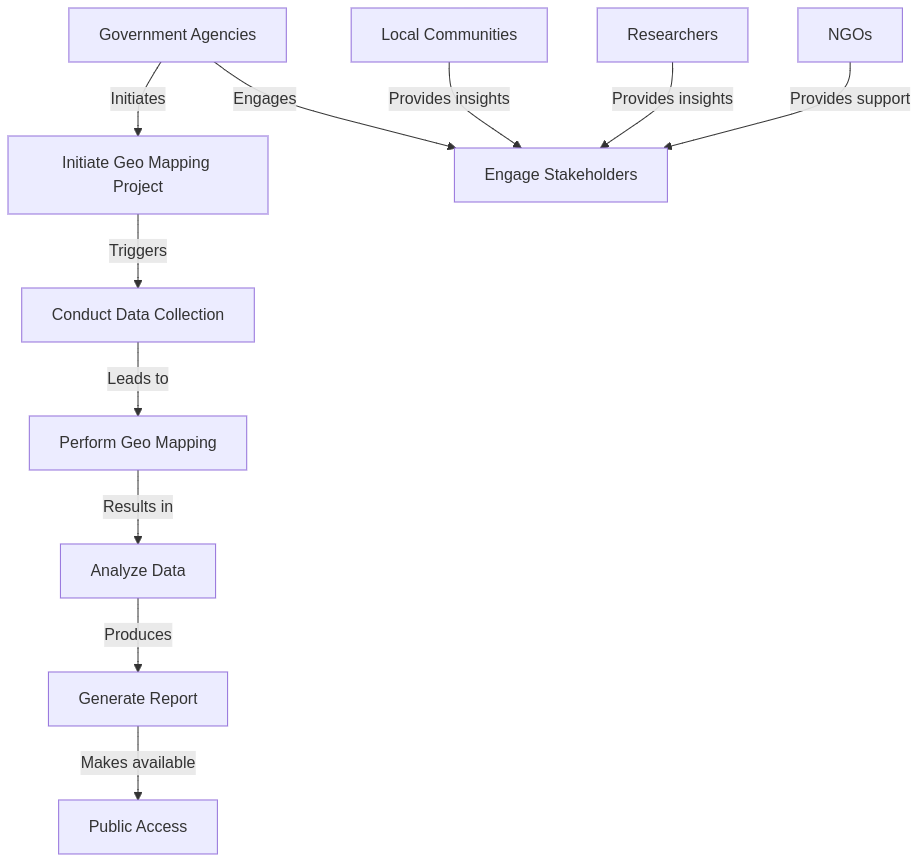 Government Agencies
Local Communities
Researchers
NGOs
Initiates
Engages
Provides insights
Provides insights
Provides support
Initiate Geo Mapping
Project
Engage Stakeholders
Triggers
Conduct Data Collection
Leads to
Perform Geo Mapping
Results in
Analyze Data
Produces
Generate Report
Makes available
Public Access